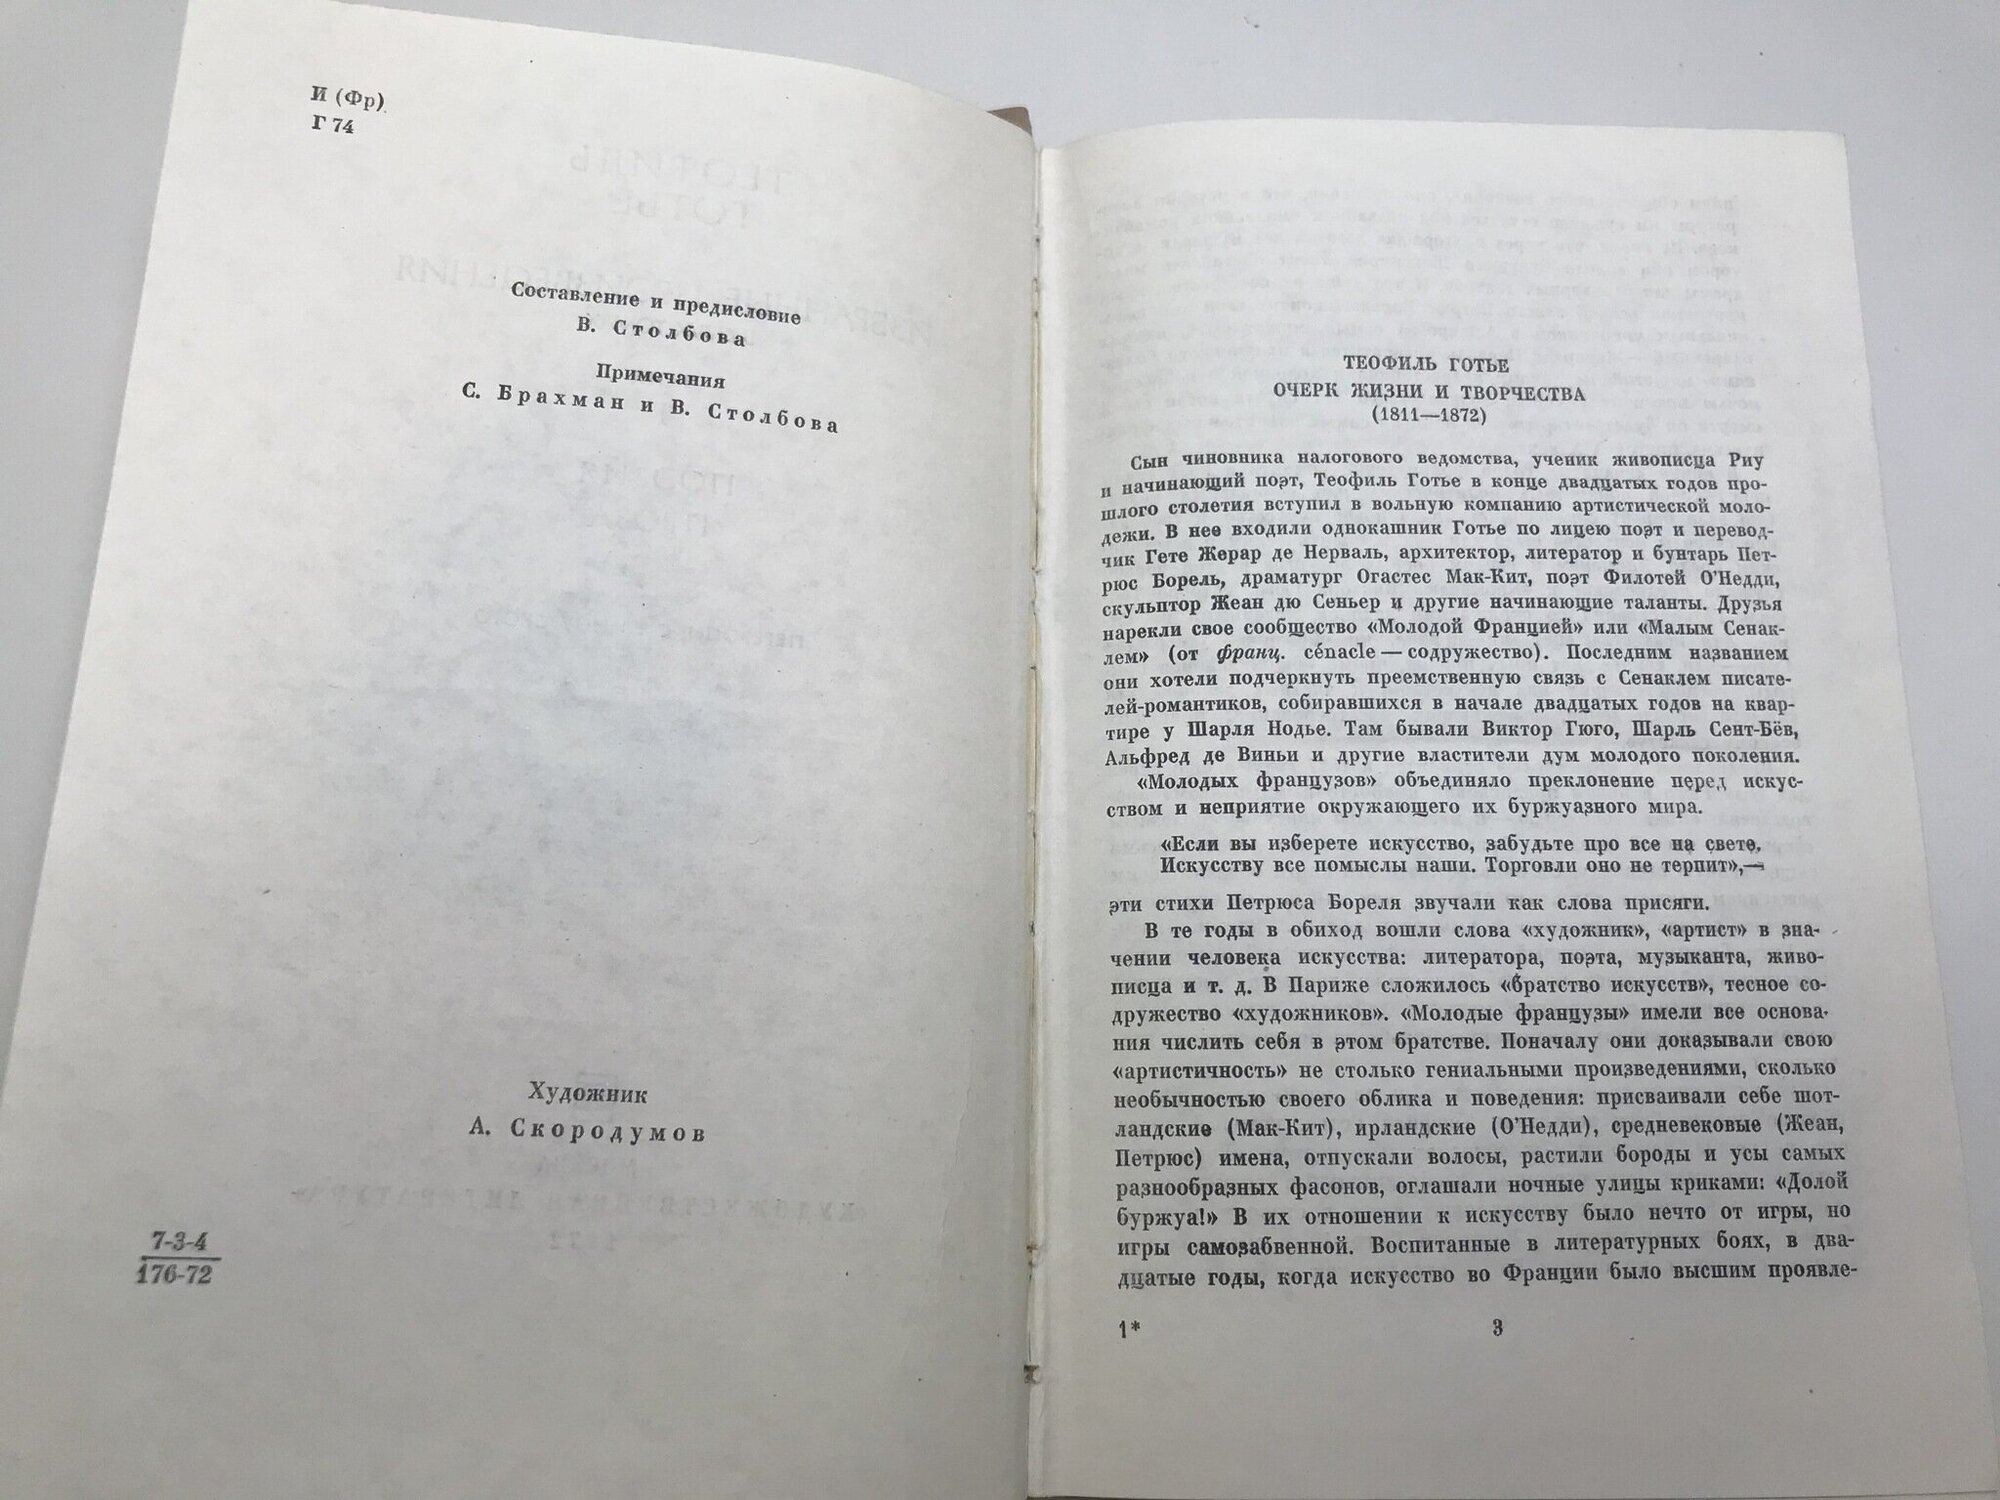 И (Фр)
Г 74
Составление и предисловие
В. Столбова
Примечания
С. Брахман и В. Столбова
Художник
А. Скородумов
7-3-4
176-72
ТЕОФИЛЬ ГОТЬЕ
ОЧЕРК ЖИЗНИ И ТВОРЧЕСТВА
(1811—1872)
Сын чиновника налогового ведомства, ученик живописца Риу
и начинающий поэт, Теофиль Готье в конце двадцатых годов про-
шлого столетия вступил в вольную компанию артистической моло-
дежи. В нее входили однокашник Готье по лицею поэт и перевод-
чик Гете Жерар де Нерваль, архитектор, литератор и бунтарь Пет-
рюс Борель, драматург Огастес Мак-Кит, поэт Филотей О'Недди,
скульптор Жеан дю Сеньер и другие начинающие таланты. Друзья
нарекли свое сообщество «Молодой Францией» или «Малым Сенак-
лем» (от франц. cénacle — содружество). Последним названием
они хотели подчеркнуть преемственную связь с Сенаклем писате-
лей-романтиков, собиравшихся в начале двадцатых годов на квар-
тире у Шарля Нодье. Там бывали Виктор Гюго, Шарль Сент-Бёв,
Альфред де Виньи и другие властители дум молодого поколения.
«Молодых французов» объединяло преклонение перед искус-
ством и неприятие окружающего их буржуазного мира.
«Если вы изберете искусство, забудьте про все на свете.
Искусству все помыслы наши. Торговли оно не терпит»,—
эти стихи Петрюса Бореля звучали как слова присяги.
В те годы в обиход вошли слова «художник», «артист» в зна-
чении человека искусства: литератора, поэта, музыканта, живо-
писца и т. д. В Париже сложилось «братство искусств», тесное со-
дружество «художников». «Молодые французы» имели все основа-
ния числить себя в этом братстве. Поначалу они доказывали свою
«артистичность» не столько гениальными произведениями, сколько
необычностью своего облика и поведения: присваивали себе шот-
ландские (Мак-Кит), ирландские (О'Недди), средневековые (Жеан,
Петрюс) имена, отпускали волосы, растили бороды и усы самых
разнообразных фасонов, оглашали ночные улицы криками: «Долой
буржуа!» В их отношении к искусству было нечто от игры, но
игры самозабвенной. Воспитанные в литературных боях, в два-
дцатые годы, когда искусство во Франции было высшим проявле-
1*
3